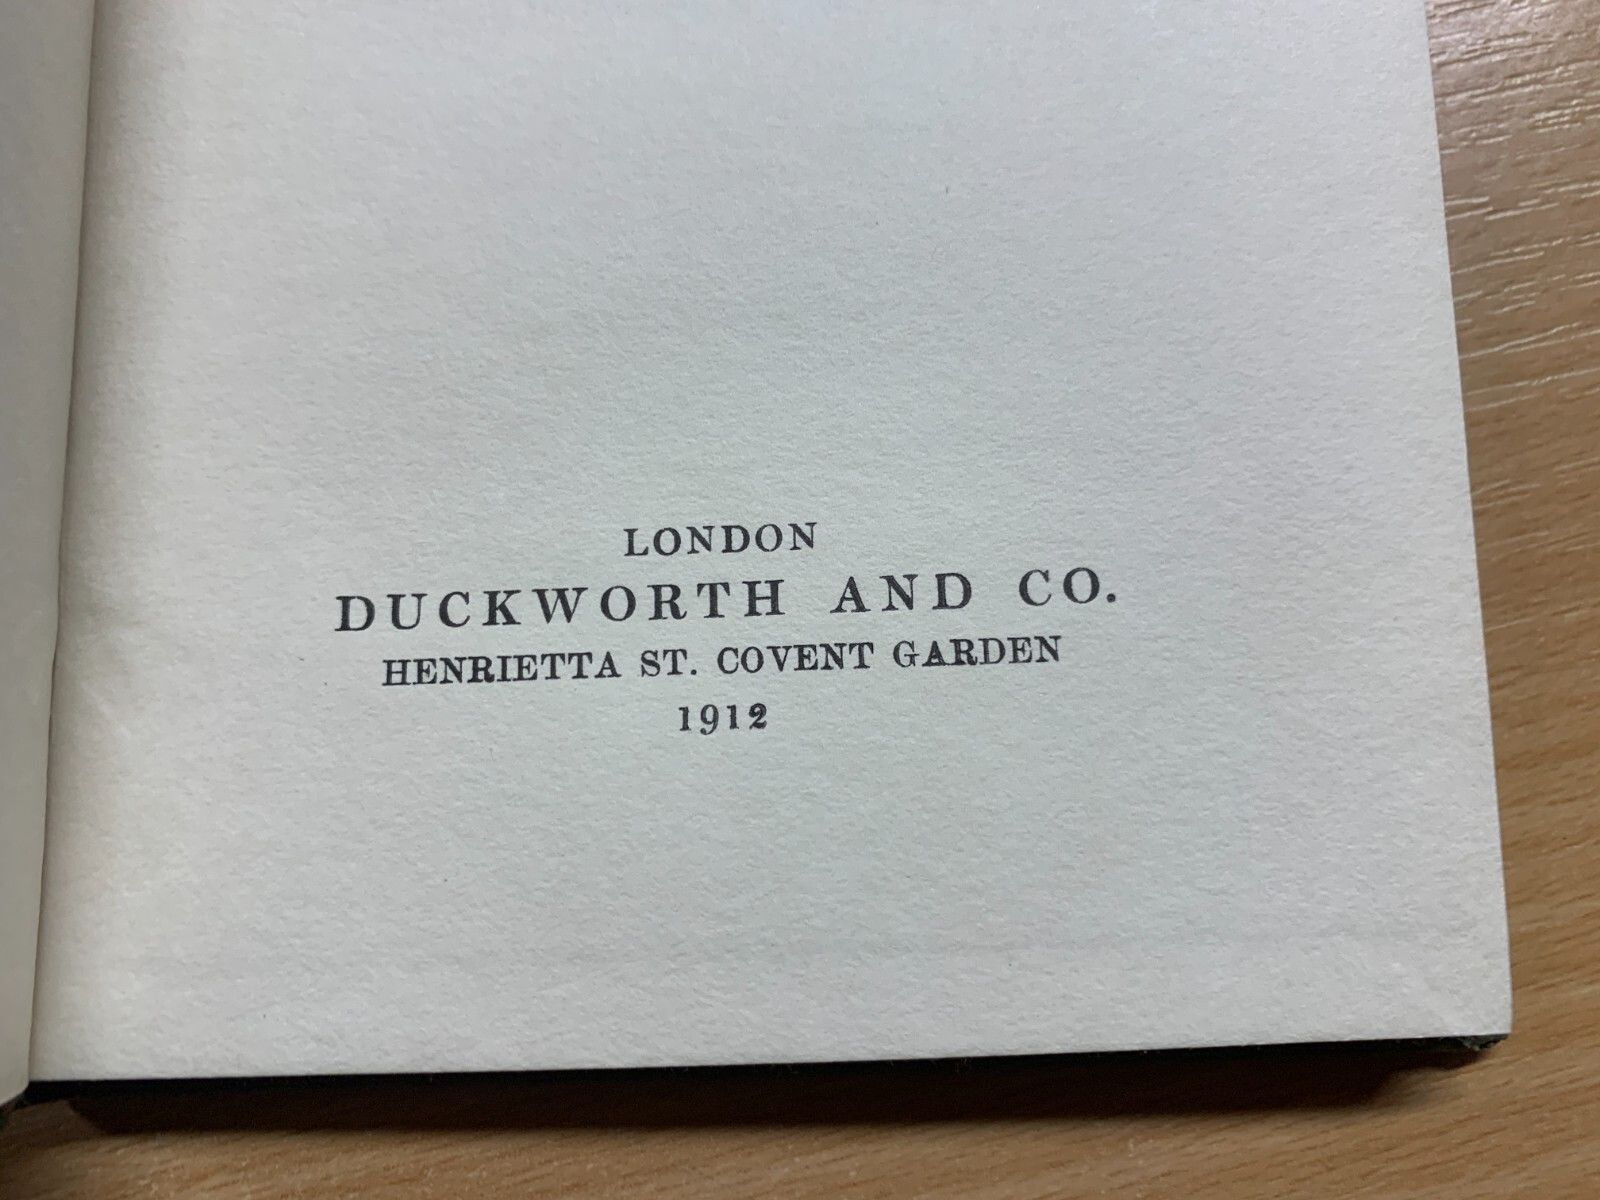 LONDON
DUCKWORTH AND CO.
HENRIETTA ST. COVENT GARDEN
1912